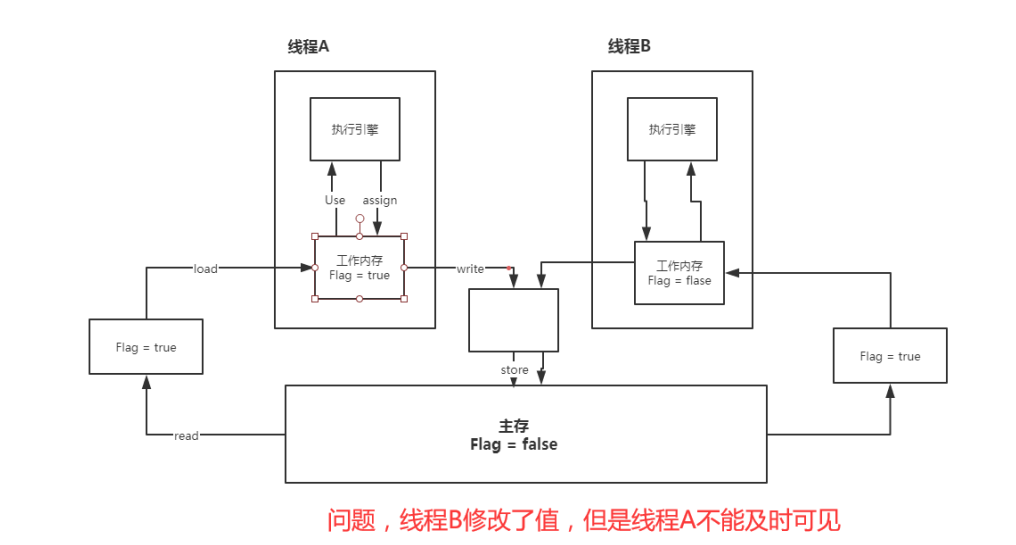 线程A
线程B
执行引擎
执行引擎
Use
assign
工作内存
Flag = true
工作内存
Flag = flase
load
write
Flag = true
Flag = true
store
主存
Flag = false
read
问题，线程B修改了值，但是线程A不能及时可见